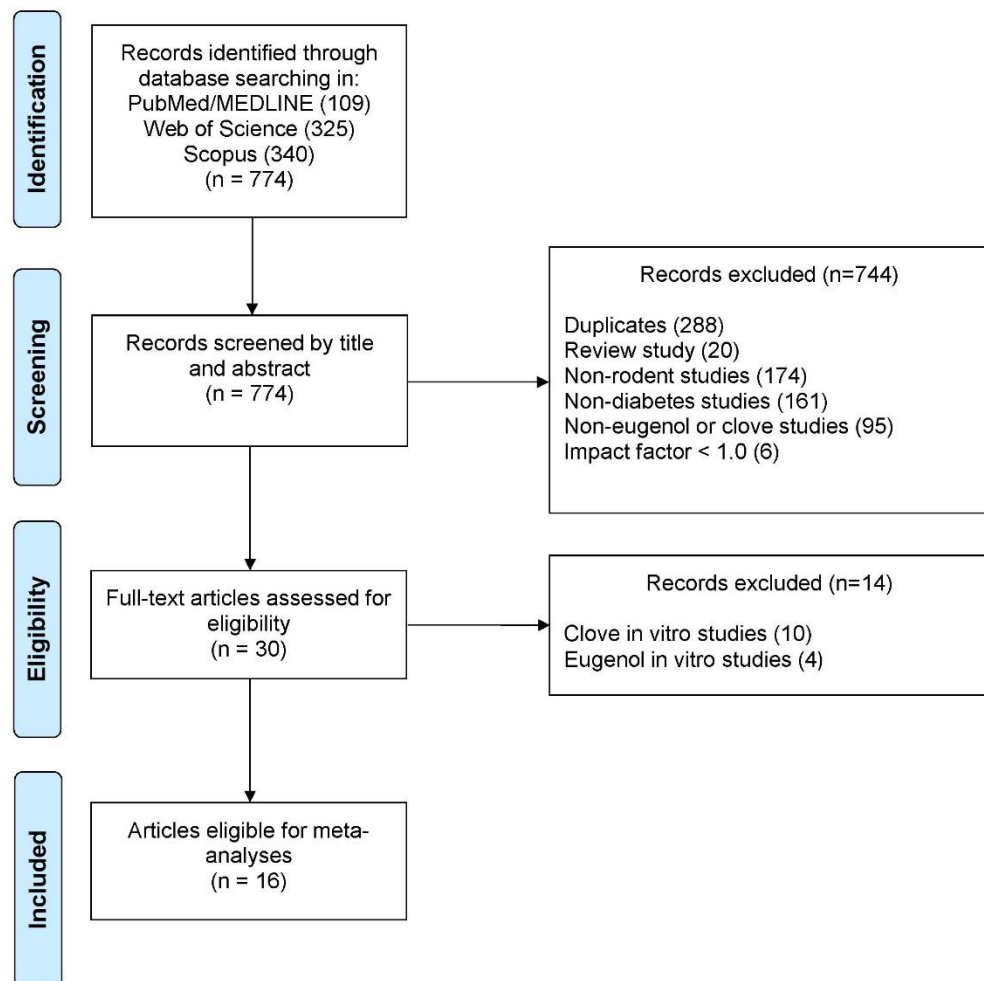 Identification
Records identified through
database searching in:
PubMed/MEDLINE (109)
Web of Science (325)
Scopus (340)
(n = 774)
Screening
Records screened by title
and abstract
(n = 774)
Records excluded (n=744)
Duplicates (288)
Review study (20)
Non-rodent studies (174)
Non-diabetes studies (161)
Non-eugenol or clove studies (95)
Impact factor < 1.0 (6)
Eligibility
Full-text articles assessed for
eligibility
(n = 30)
Records excluded (n=14)
Clove in vitro studies (10)
Eugenol in vitro studies (4)
Included
Articles eligible for meta-
analyses
(n = 16)